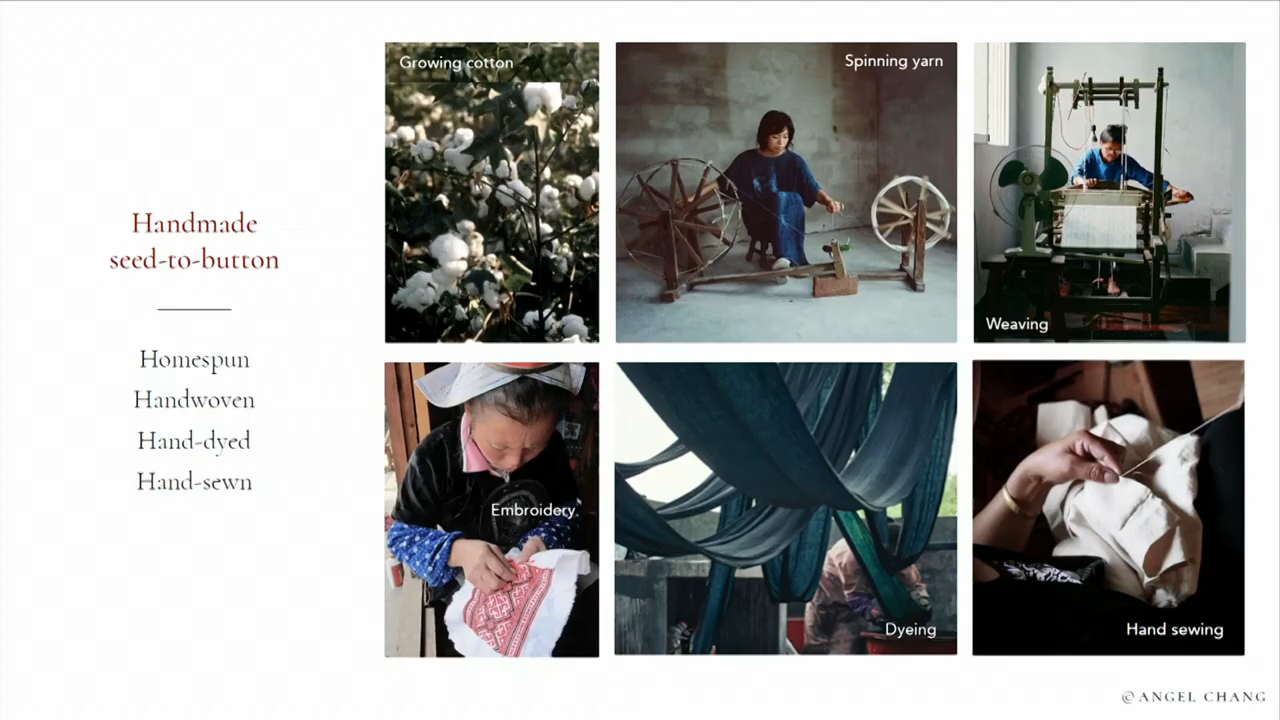 Handmade
seed-to-button
Homespun
Handwoven
Hand-dyed
Hand-sewn
Growing cotton
Spinning yarn
Weaving
Embroidery
Dyeing
Hand sewing
©ANGEL CHANG